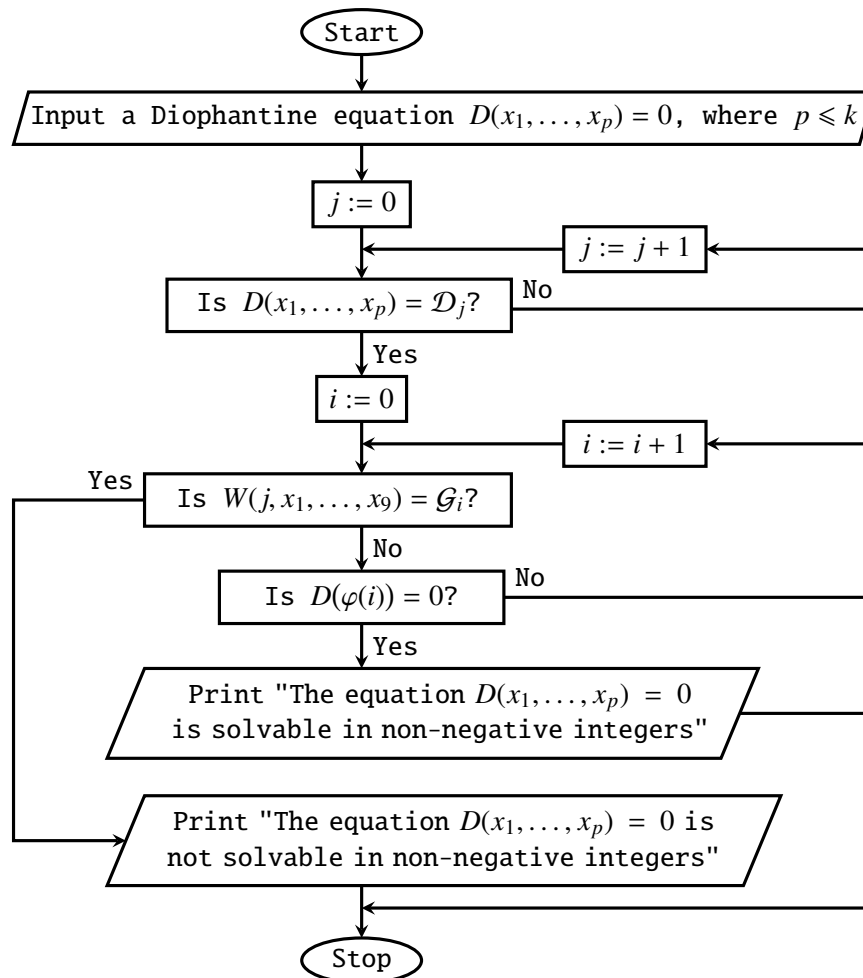 Start
Input a Diophantine equation D(x₁, . . . , xₚ) = 0, where p ⩽ k
j := 0
j := j + 1
Is D(x₁, . . . , xₚ) = 𝒟ⱼ?
No
Yes
i := 0
i := i + 1
Yes
Is W(j, x₁, . . . , x₉) = 𝒢ᵢ?
No
Is D(φ(i)) = 0?
No
Yes
Print "The equation D(x₁, . . . , xₚ) = 0
is solvable in non-negative integers"
Print "The equation D(x₁, . . . , xₚ) = 0 is
not solvable in non-negative integers"
Stop